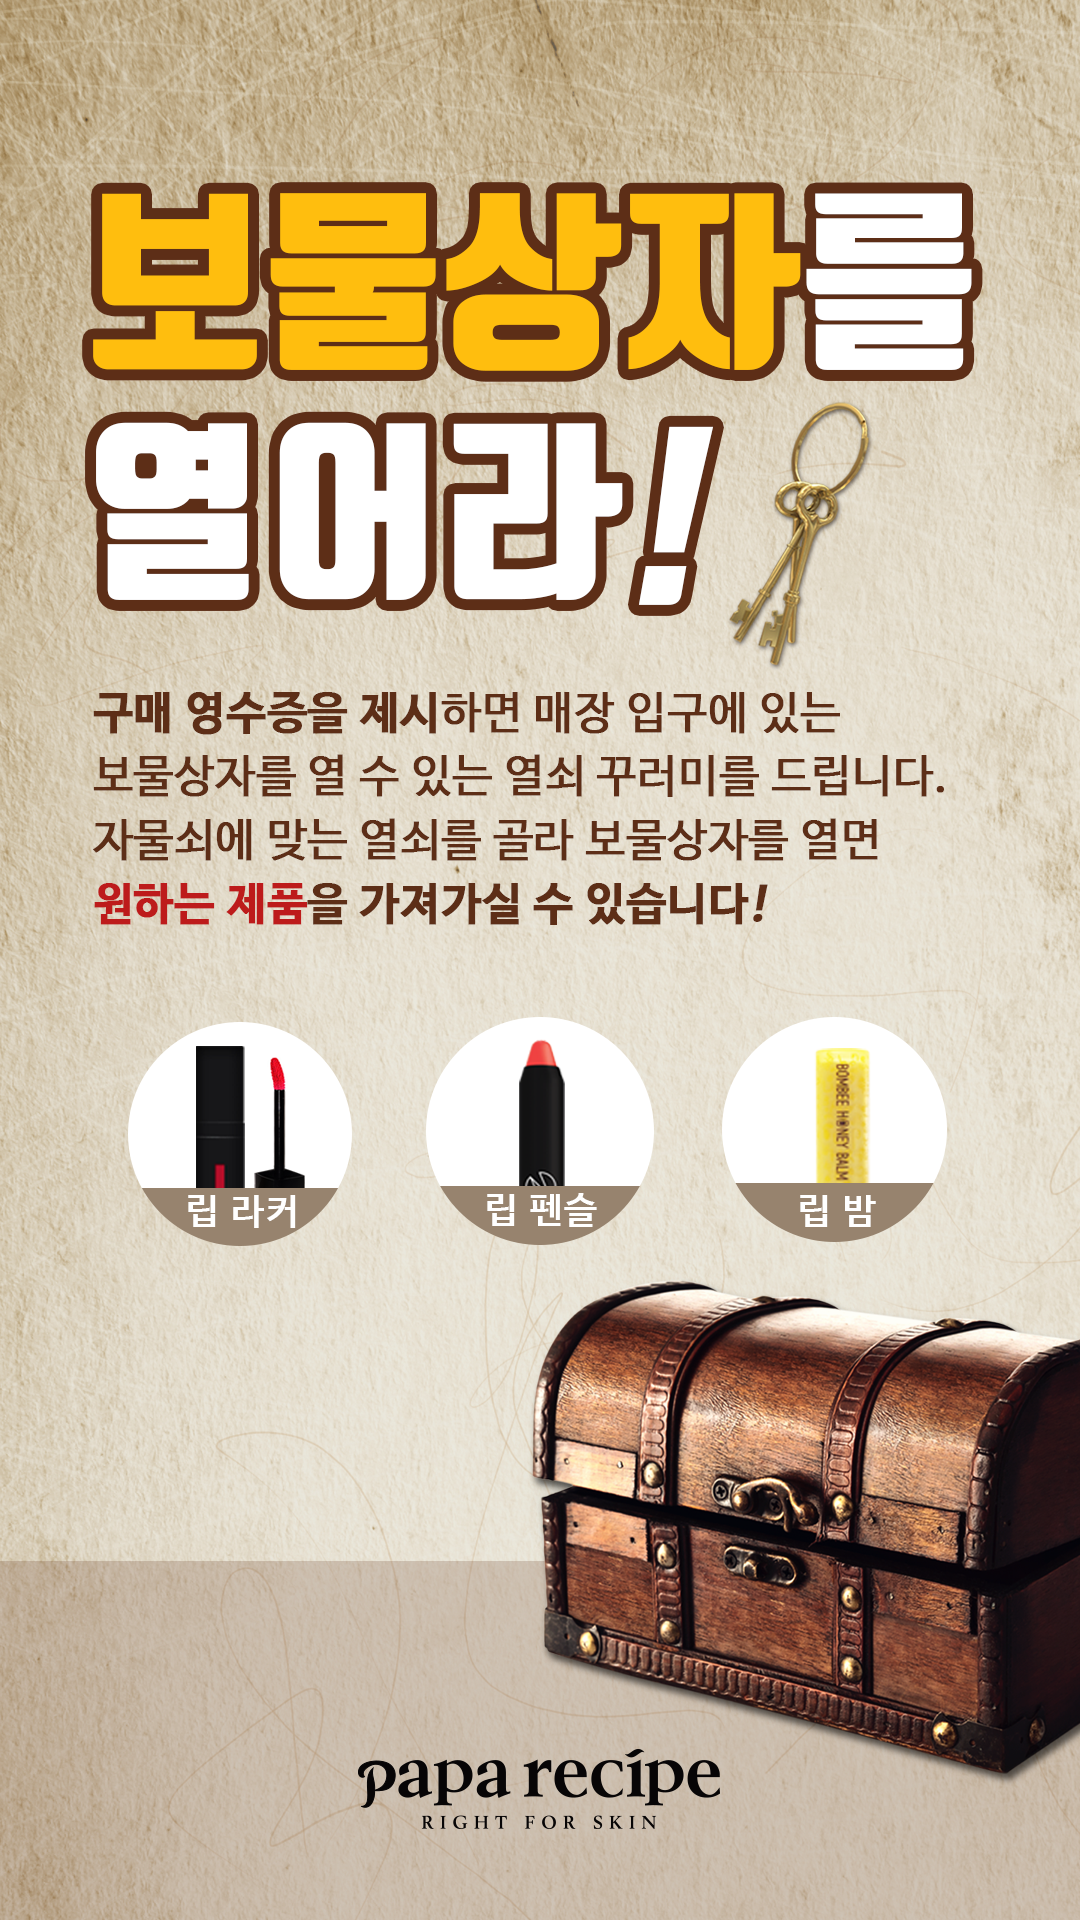 보물상자를
열어라!
구매 영수증을 제시하면 매장 입구에 있는
보물상자를 열 수 있는 열쇠 꾸러미를 드립니다.
자물쇠에 맞는 열쇠를 골라 보물상자를 열면
원하는 제품을 가져가실 수 있습니다!
BOMBEE HONEY BALM
립 라커
립 펜슬
립 밤
papa recipe
RIGHT FOR SKIN